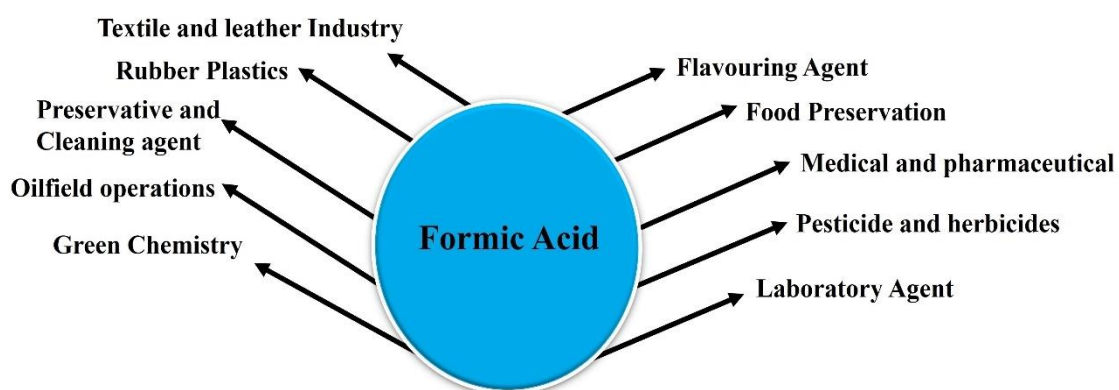 Textile and leather Industry
Rubber Plastics
Preservative and
Cleaning agent
Oilfield operations
Green Chemistry
Formic Acid
Flavouring Agent
Food Preservation
Medical and pharmaceutical
Pesticide and herbicides
Laboratory Agent